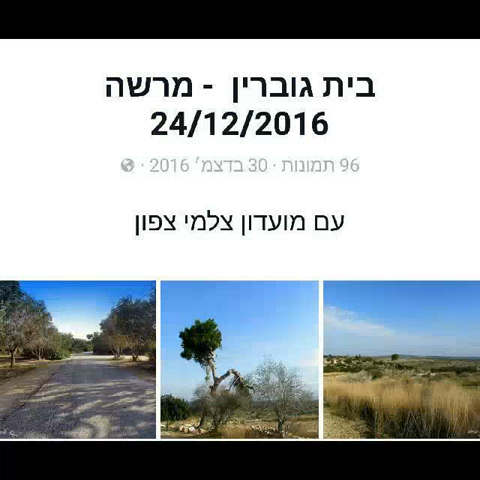 בית גוברין - מרשה
24/12/2016
96 תמונות · 30 בדצמ׳ 2016 ·
עם מועדון צלמי צפון